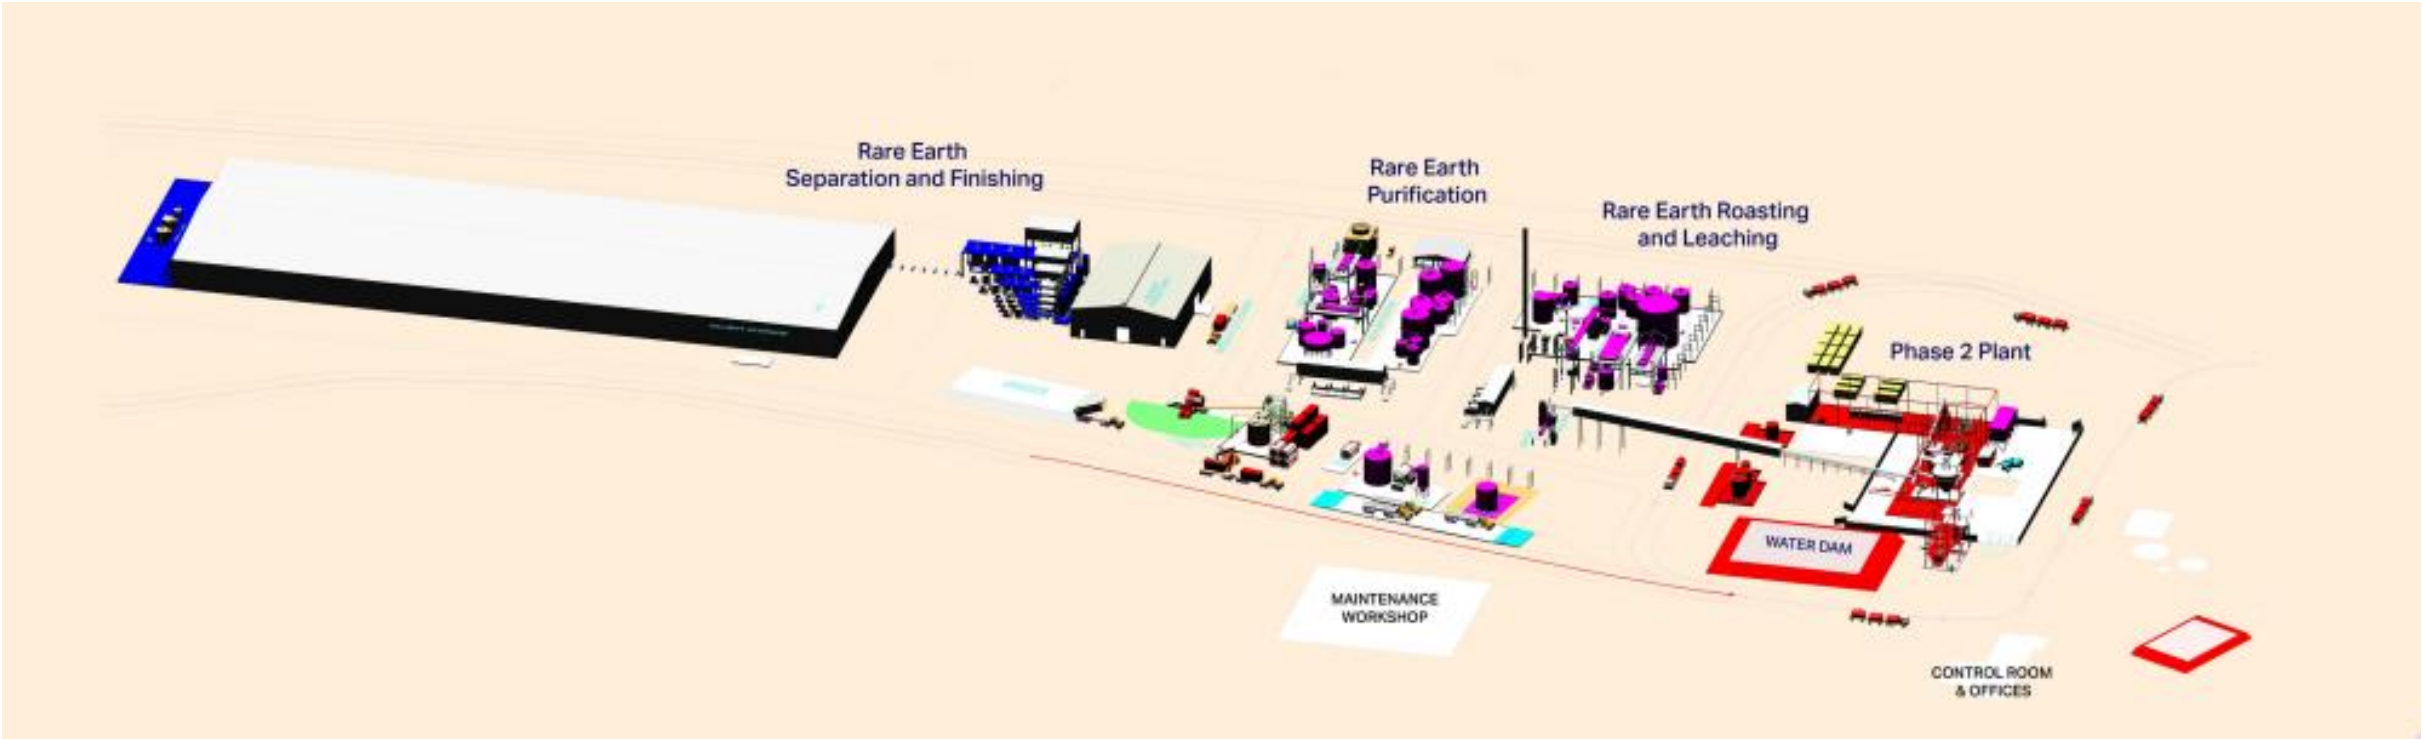 Rare Earth
Separation and Finishing
Rare Earth
Purification
Rare Earth Roasting
and Leaching
Phase 2 Plant
WATER DAM
MAINTENANCE
WORKSHOP
CONTROL ROOM
& OFFICES